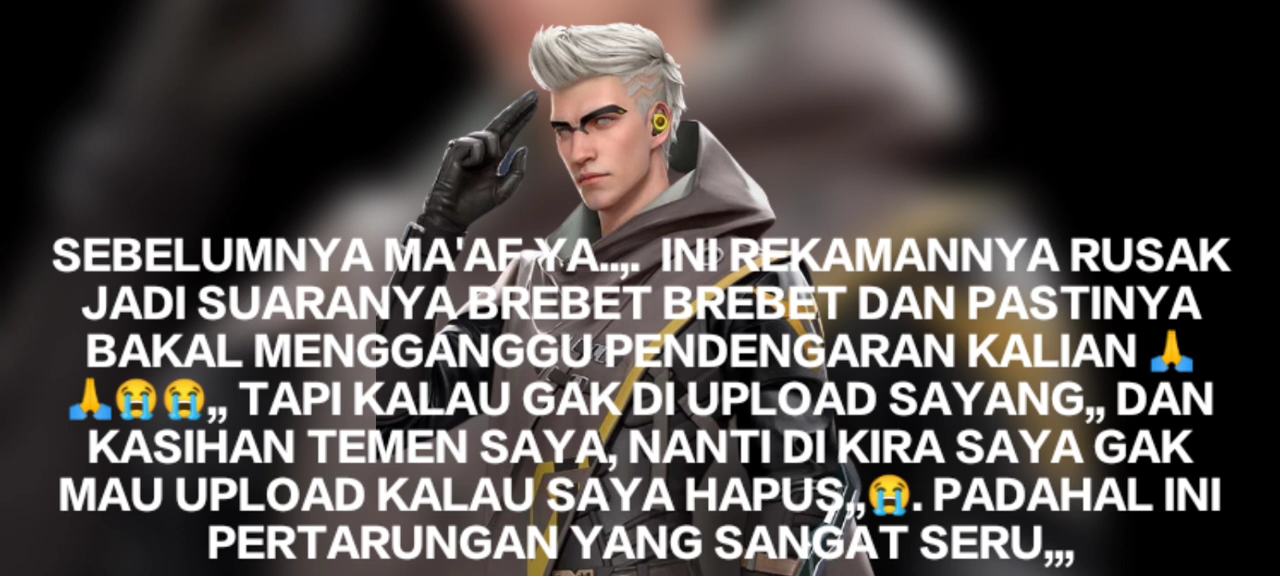 SEBELUMNYA MA'AF YA..,,.  INI REKAMANNYA RUSAK
JADI SUARANYA BREBET BREBET DAN PASTINYA
BAKAL MENGGANGGU PENDENGARAN KALIAN 🙏
🙏😭😭,, TAPI KALAU GAK DI UPLOAD SAYANG,, DAN
KASIHAN TEMEN SAYA, NANTI DI KIRA SAYA GAK
MAU UPLOAD KALAU SAYA HAPUS,,😭. PADAHAL INI
PERTARUNGAN YANG SANGAT SERU,,,